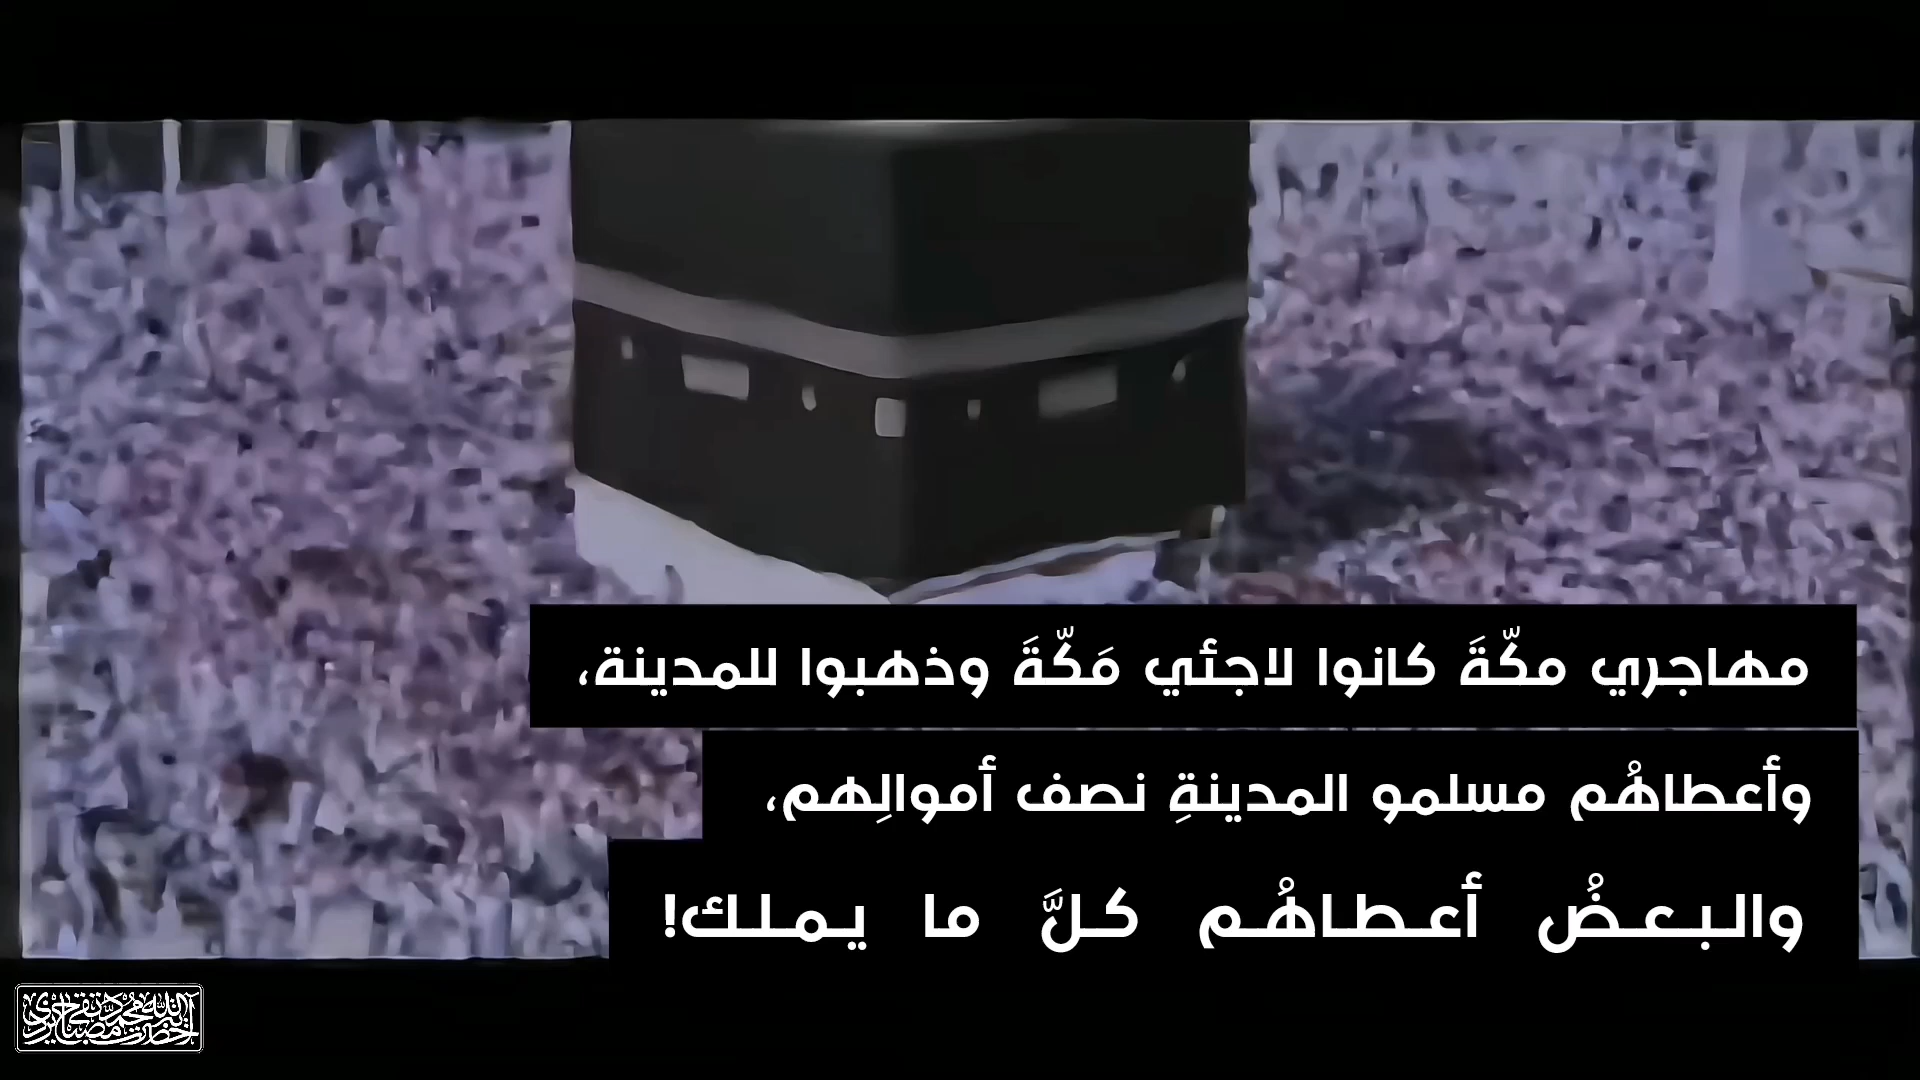 مهاجري مكّةَ كانوا لاجئي مَكّةَ وذهبوا للمدينة،
وأعطاهُم مسلمو المدينةِ نصف أموالِهم،
والبعضُ أعطاهُم كلَّ ما يملك!